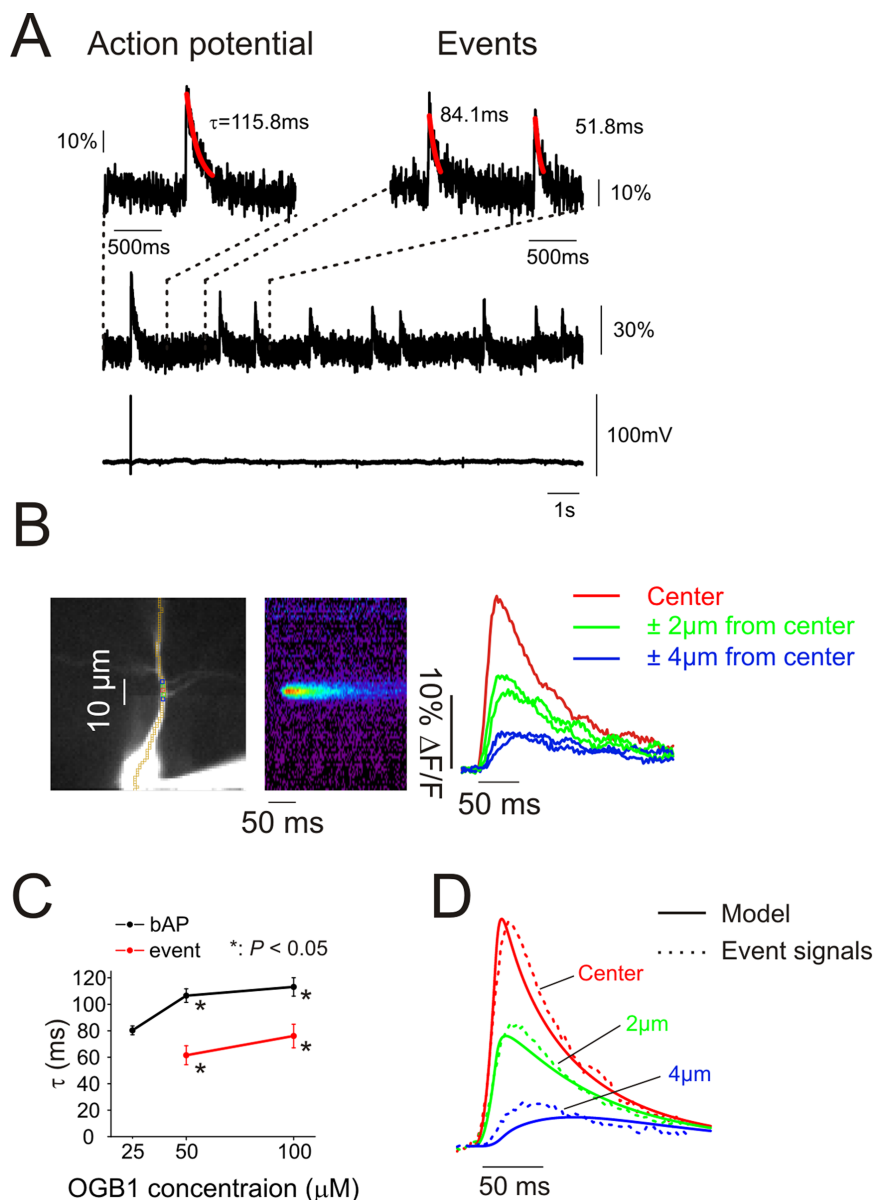 A
Action potential
Events
τ=115.8ms
84.1ms
51.8ms
10%
10%
500ms
500ms
30%
100mV
1s
B
10 µm
50 ms
10% ΔF/F
50 ms
Center
± 2µm from center
± 4µm from center
C
bAP
event
*: P < 0.05
τ (ms)
120
100
80
60
40
20
0
*
*
*
*
25
50
100
OGB1 concentraion (µM)
D
Model
Event signals
Center
2µm
4µm
50 ms